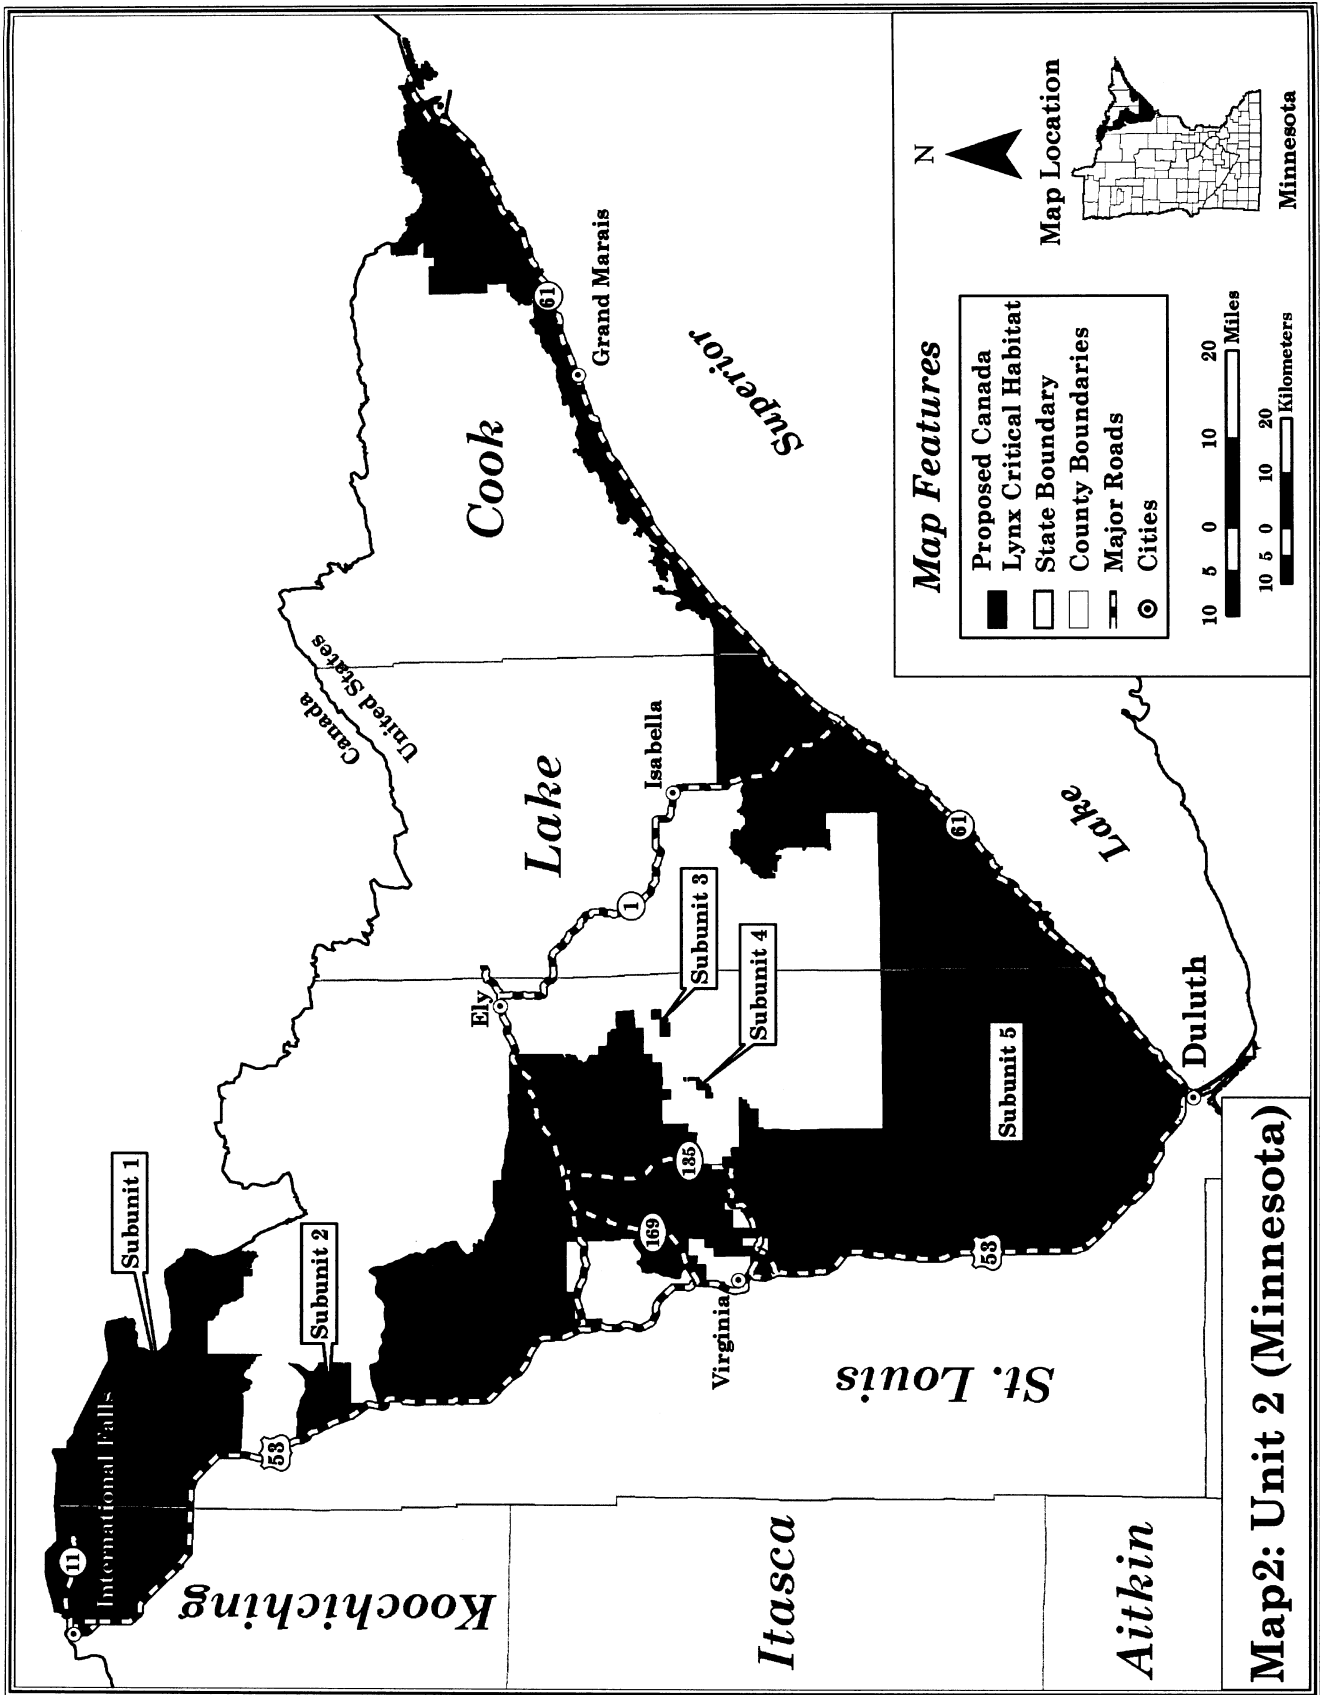 Map2: Unit 2 (Minnesota)
International Falls
11
53
Subunit 1
Subunit 2
Koochiching
Itasca
Aitkin
St. Louis
Virginia
169
135
53
Ely
1
Isabella
Subunit 3
Subunit 4
Subunit 5
Duluth
Lake
Canada
United States
Cook
61
Grand Marais
61
Lake
Superior
Map Features
Proposed Canada
Lynx Critical Habitat
State Boundary
County Boundaries
Major Roads
Cities
10 5 0 10 20
Miles
10 5 0 10 20
Kilometers
N
Map Location
Minnesota